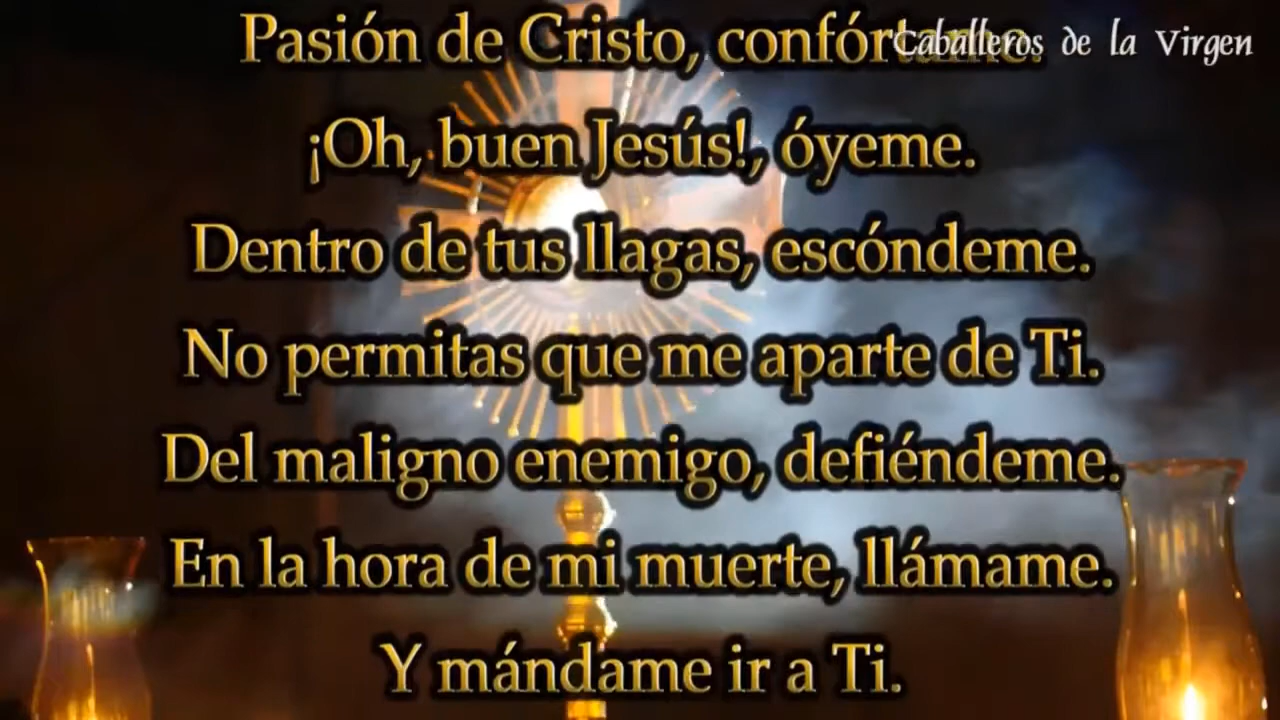 Pasión de Cristo, confórtame.
Caballeros de la Virgen
¡Oh, buen Jesús!, óyeme.
Dentro de tus llagas, escóndeme.
No permitas que me aparte de Ti.
Del maligno enemigo, defiéndeme.
En la hora de mi muerte, llámame.
Y mándame ir a Ti.